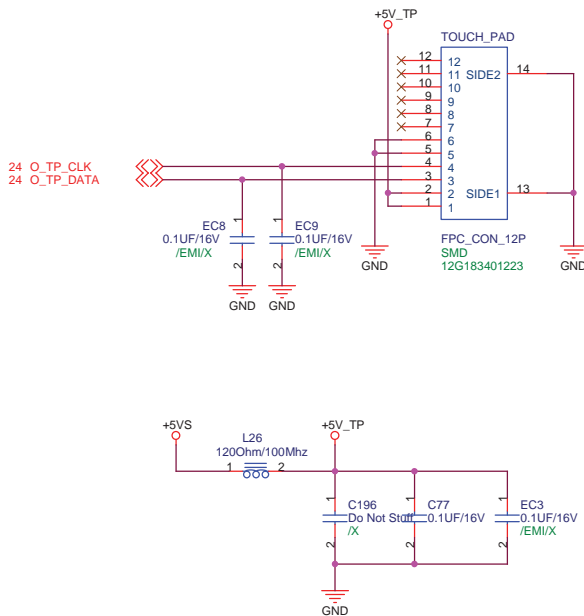 +5V_TP
TOUCH_PAD
12 12
11 11
10 10
9 9
8 8
7 7
6 6
5 5
4 4
3 3
2 2
1 1
SIDE2 14
SIDE1 13
24 O_TP_CLK
24 O_TP_DATA
1 EC8
0.1UF/16V
/EMI/X
2
GND
1 EC9
0.1UF/16V
/EMI/X
2
GND
GND
FPC_CON_12P
SMD
12G183401223
GND
+5VS
+5V_TP
L26
120Ohm/100Mhz
1 2
1 C196
Do Not Stuff
/X
2
1 C77
0.1UF/16V
2
1 EC3
0.1UF/16V
/EMI/X
2
GND